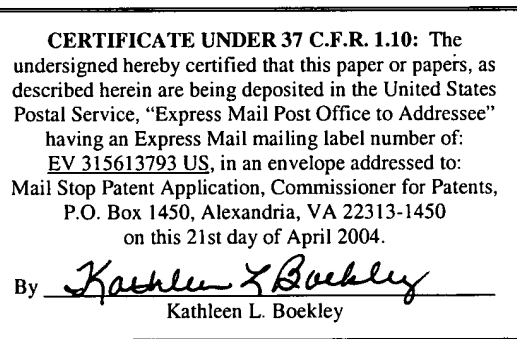 CERTIFICATE UNDER 37 C.F.R. 1.10: The
undersigned hereby certified that this paper or papers, as
described herein are being deposited in the United States
Postal Service, “Express Mail Post Office to Addressee”
having an Express Mail mailing label number of:
EV 315613793 US, in an envelope addressed to:
Mail Stop Patent Application, Commissioner for Patents,
P.O. Box 1450, Alexandria, VA 22313-1450
on this 21st day of April 2004.
By Kathleen L Boekley
Kathleen L. Boekley